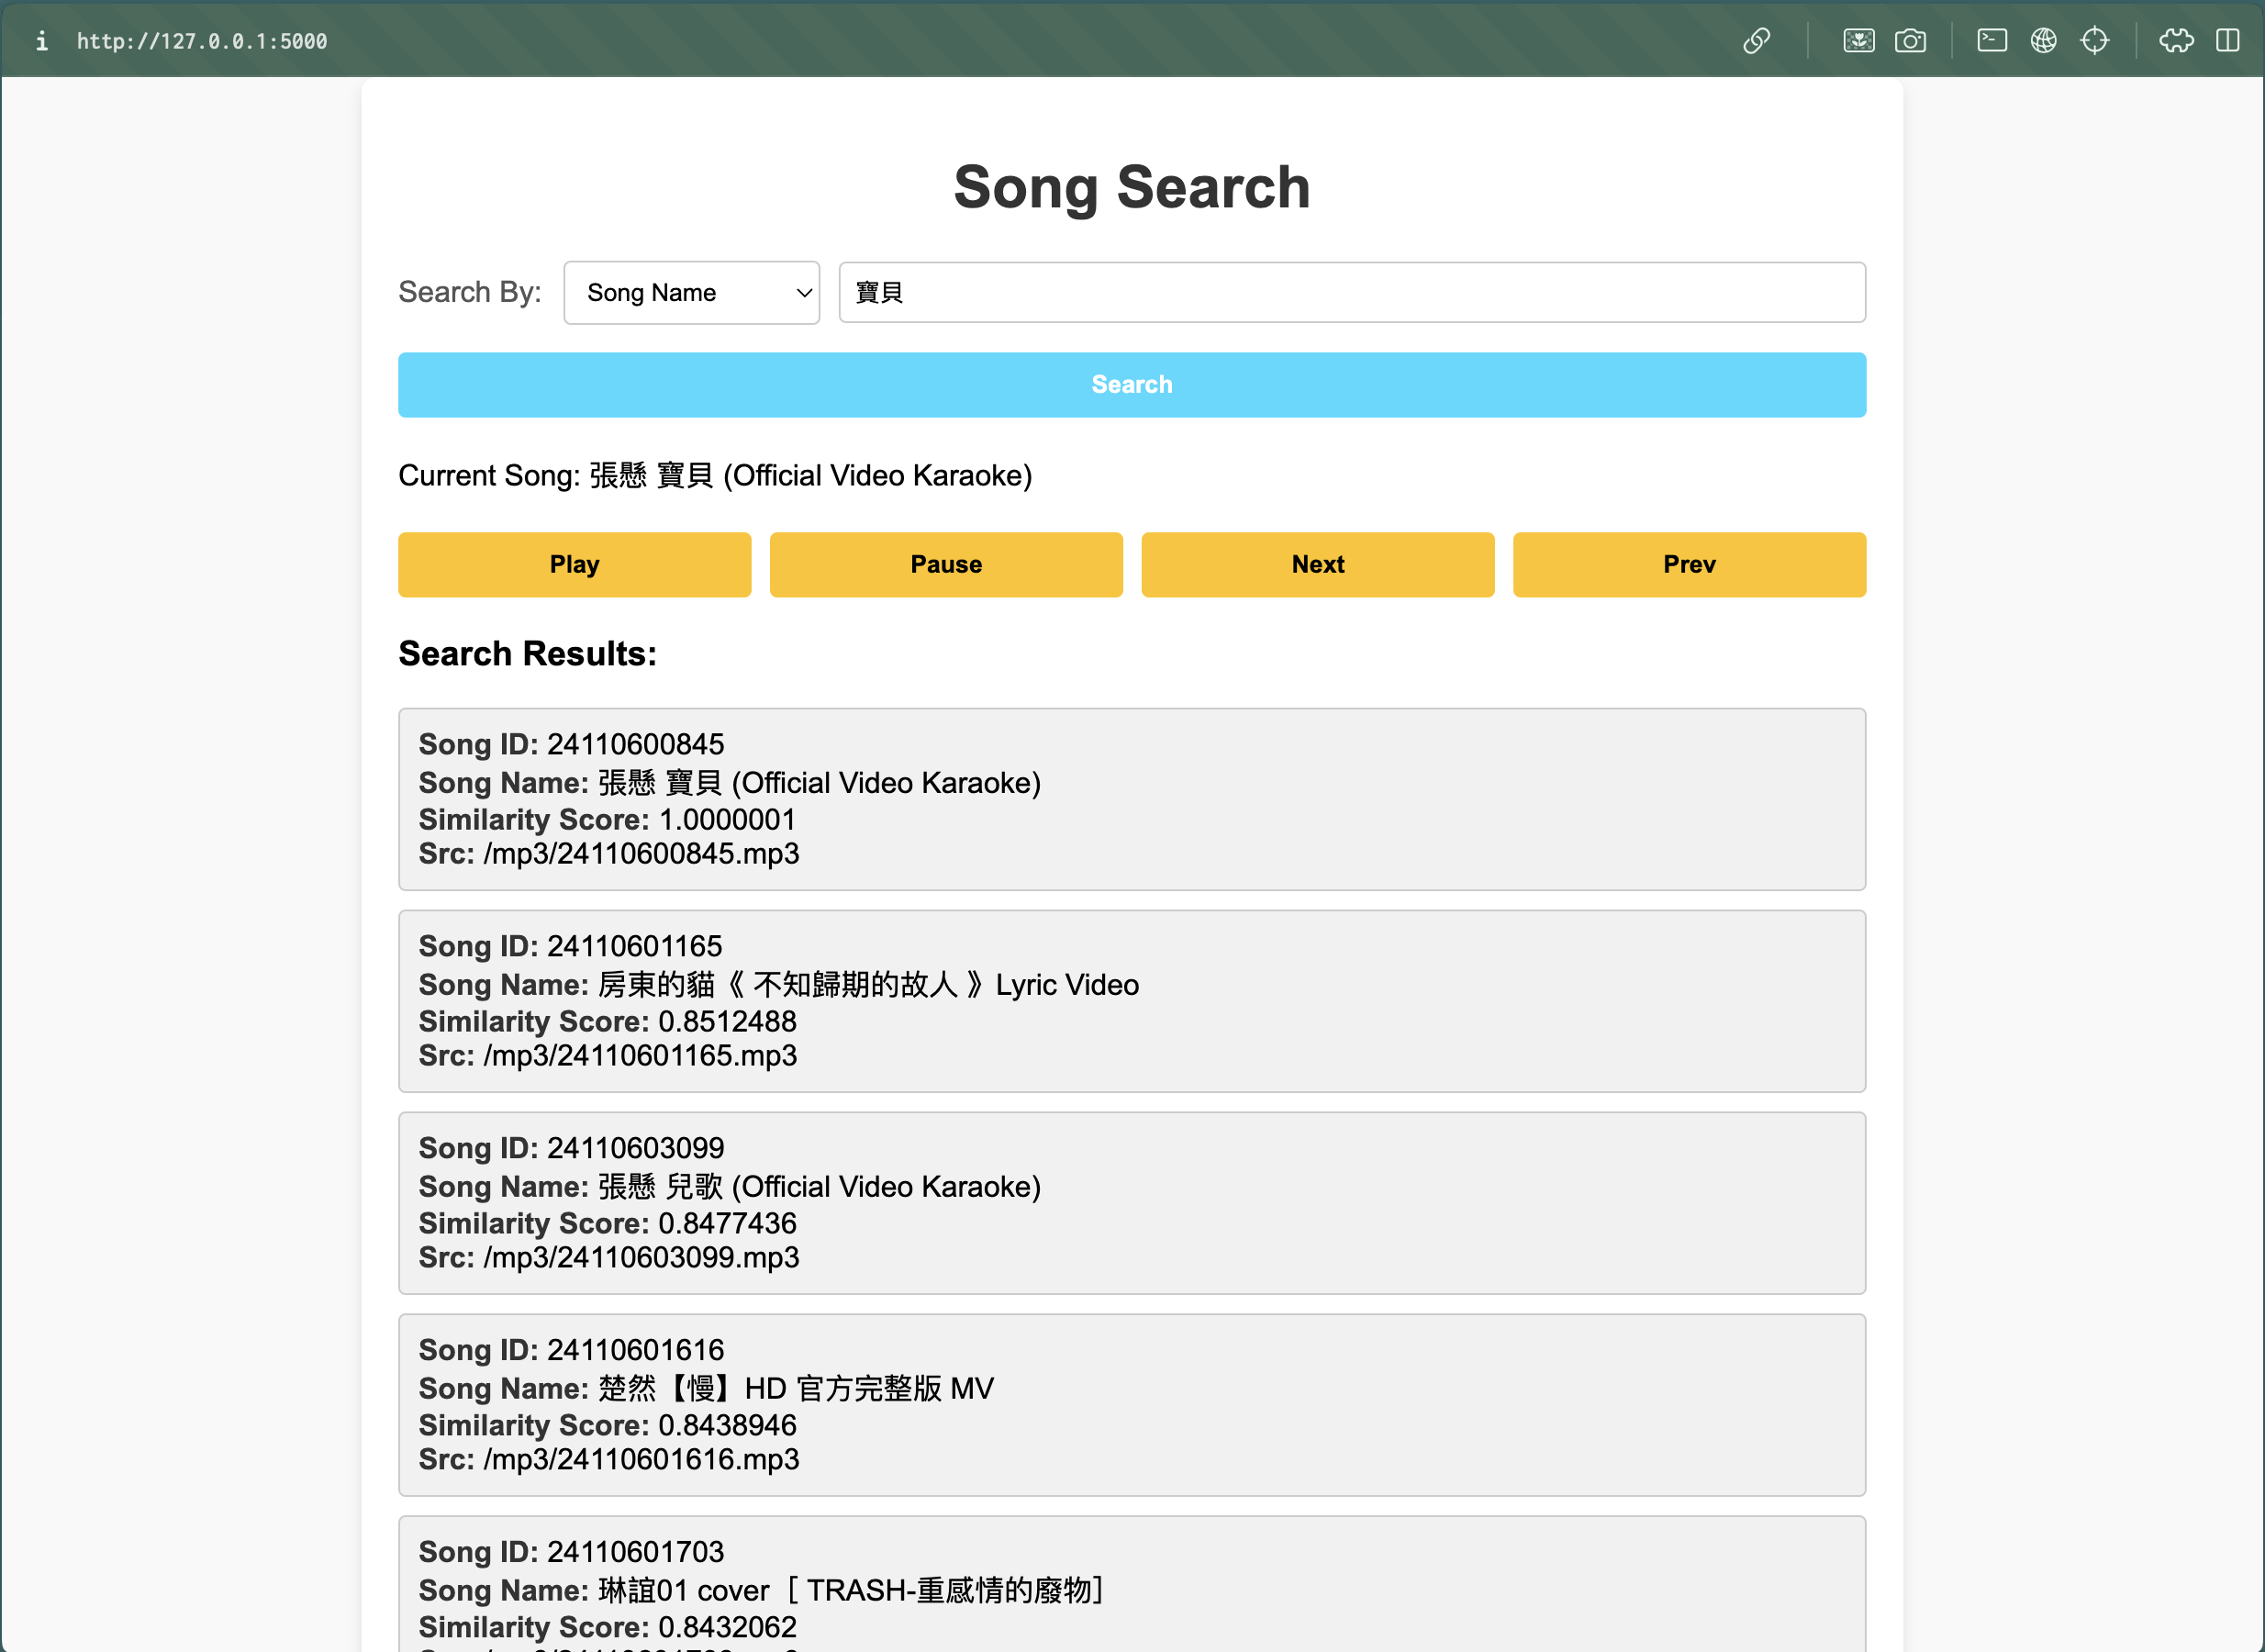 http://127.0.0.1:5000
Song Search
Search By: Song Name 寶貝
Search
Current Song: 張懸 寶貝 (Official Video Karaoke)
Play Pause Next Prev
Search Results:
Song ID: 24110600845
Song Name: 張懸 寶貝 (Official Video Karaoke)
Similarity Score: 1.0000001
Src: /mp3/24110600845.mp3
Song ID: 24110601165
Song Name: 房東的貓《 不知歸期的故人 》Lyric Video
Similarity Score: 0.8512488
Src: /mp3/24110601165.mp3
Song ID: 24110603099
Song Name: 張懸 兒歌 (Official Video Karaoke)
Similarity Score: 0.8477436
Src: /mp3/24110603099.mp3
Song ID: 24110601616
Song Name: 楚然【慢】HD 官方完整版 MV
Similarity Score: 0.8438946
Src: /mp3/24110601616.mp3
Song ID: 24110601703
Song Name: 琳誼01 cover［ TRASH-重感情的廢物］
Similarity Score: 0.8432062